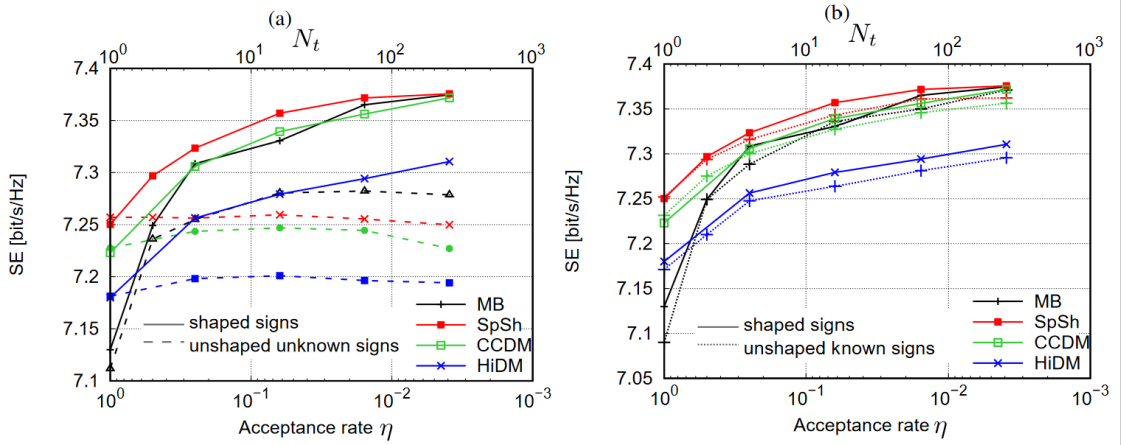 (a)
N_t
10^0 10^1 10^2 10^3
7.4
7.35
7.3
7.25
7.2
7.15
7.1
SE [bit/s/Hz]
shaped signs
unshaped unknown signs
MB
SpSh
CCDM
HiDM
10^0 10^-1 10^-2 10^-3
Acceptance rate η
(b)
N_t
10^0 10^1 10^2 10^3
7.4
7.35
7.3
7.25
7.2
7.15
7.1
7.05
SE [bit/s/Hz]
shaped signs
unshaped known signs
MB
SpSh
CCDM
HiDM
10^0 10^-1 10^-2 10^-3
Acceptance rate η